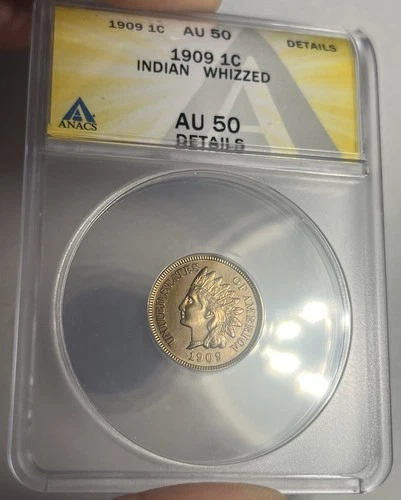 1909 1C AU 50 DETAILS
1909 1C
INDIAN WHIZZED
ANACS
AU 50
DETAILS
UNITED STATES OF AMERICA
1909